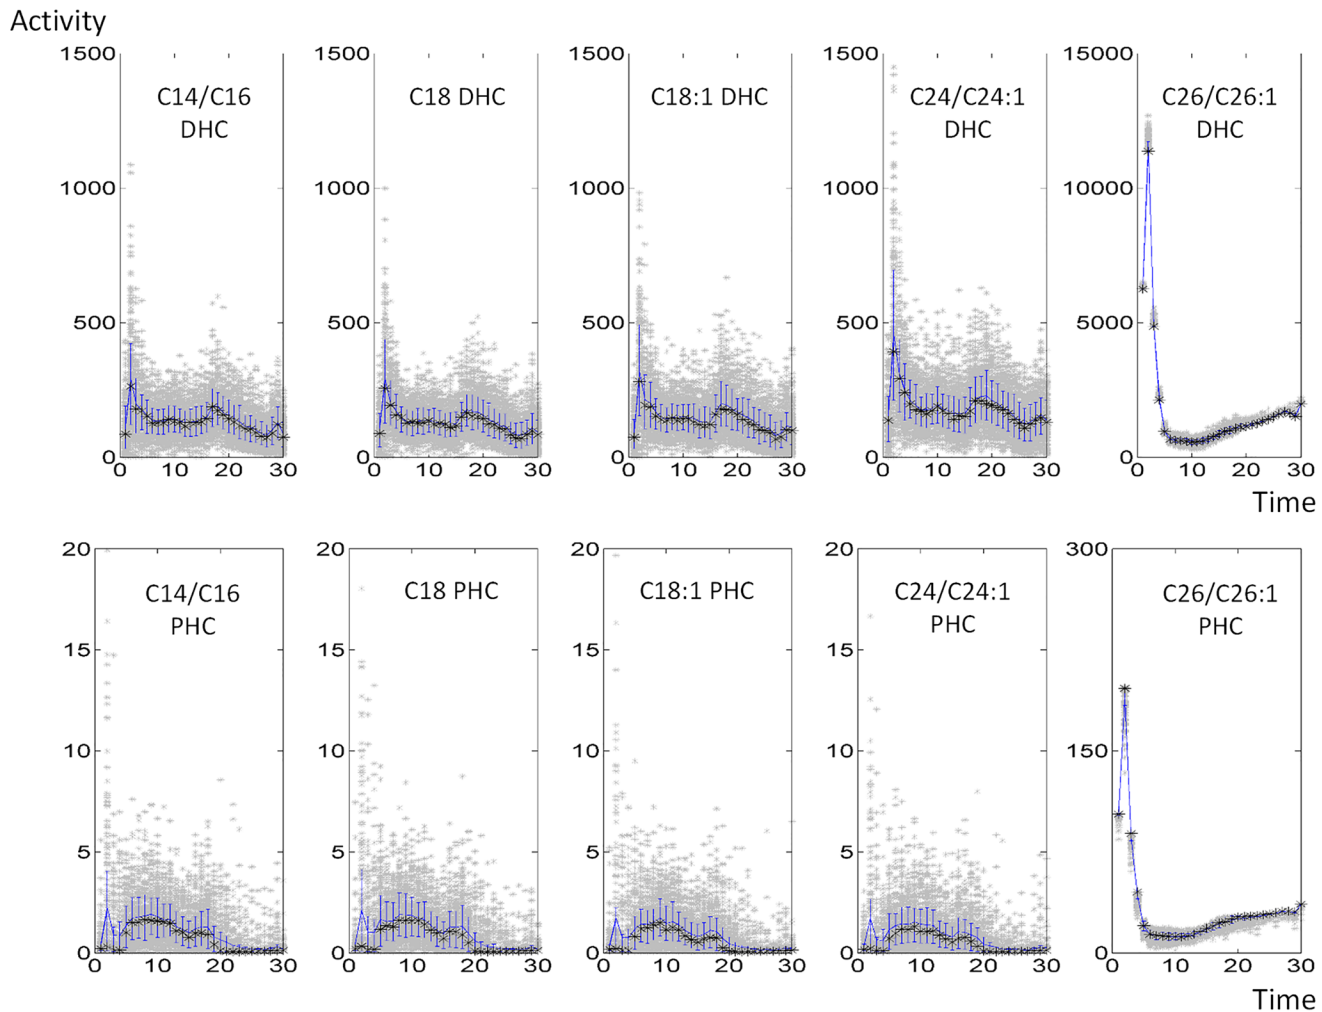 Activity
1500 1500 1500 1500 15000
C14/C16 C18 DHC C18:1 DHC C24/C24:1 C26/C26:1
DHC DHC DHC
1000 1000 1000 1000 10000
500 500 500 500 5000
0 0 0 0 0
0 10 20 30 0 10 20 30 0 10 20 30 0 10 20 30 0 10 20 30
Time
20 20 20 20 300
C14/C16 C18 PHC C18:1 PHC C24/C24:1 C26/C26:1
PHC PHC PHC
15 15 15 15
10 10 10 10 150
5 5 5 5
0 0 0 0 0
0 10 20 30 0 10 20 30 0 10 20 30 0 10 20 30 0 10 20 30
Time